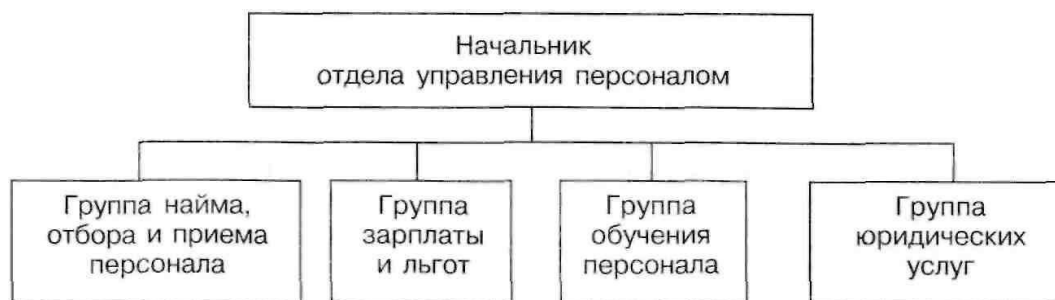 Начальник
отдела управления персоналом
Группа найма,
отбора и приема
персонала
Группа
зарплаты
и льгот
Группа
обучения
персонала
Группа
юридических
услуг